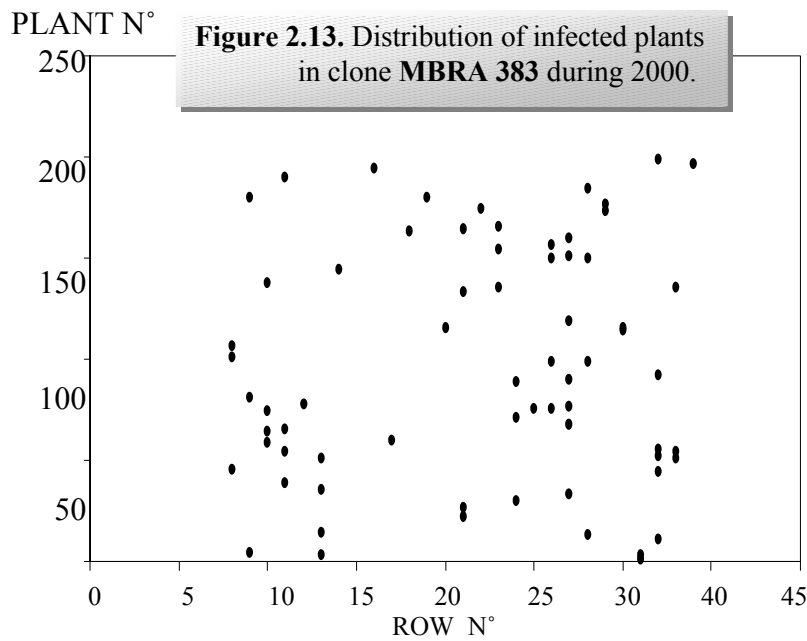 PLANT N°
Figure 2.13. Distribution of infected plants
in clone MBRA 383 during 2000.
250
200
150
100
50
0 5 10 15 20 25 30 35 40 45
ROW N°